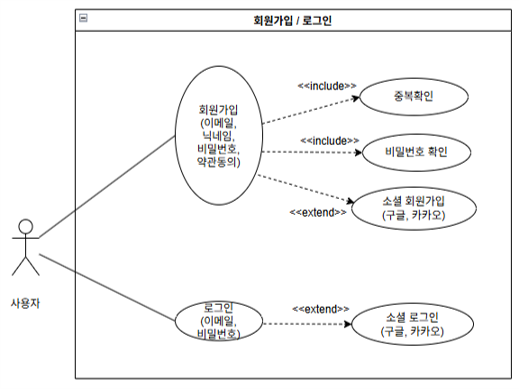 회원가입 / 로그인
<<include>>
중복확인
회원가입
(이메일,
닉네임,
비밀번호,
약관동의)
<<include>>
비밀번호 확인
소셜 회원가입
(구글, 카카오)
<<extend>>
사용자
로그인
(이메일,
비밀번호)
<<extend>>
소셜 로그인
(구글, 카카오)